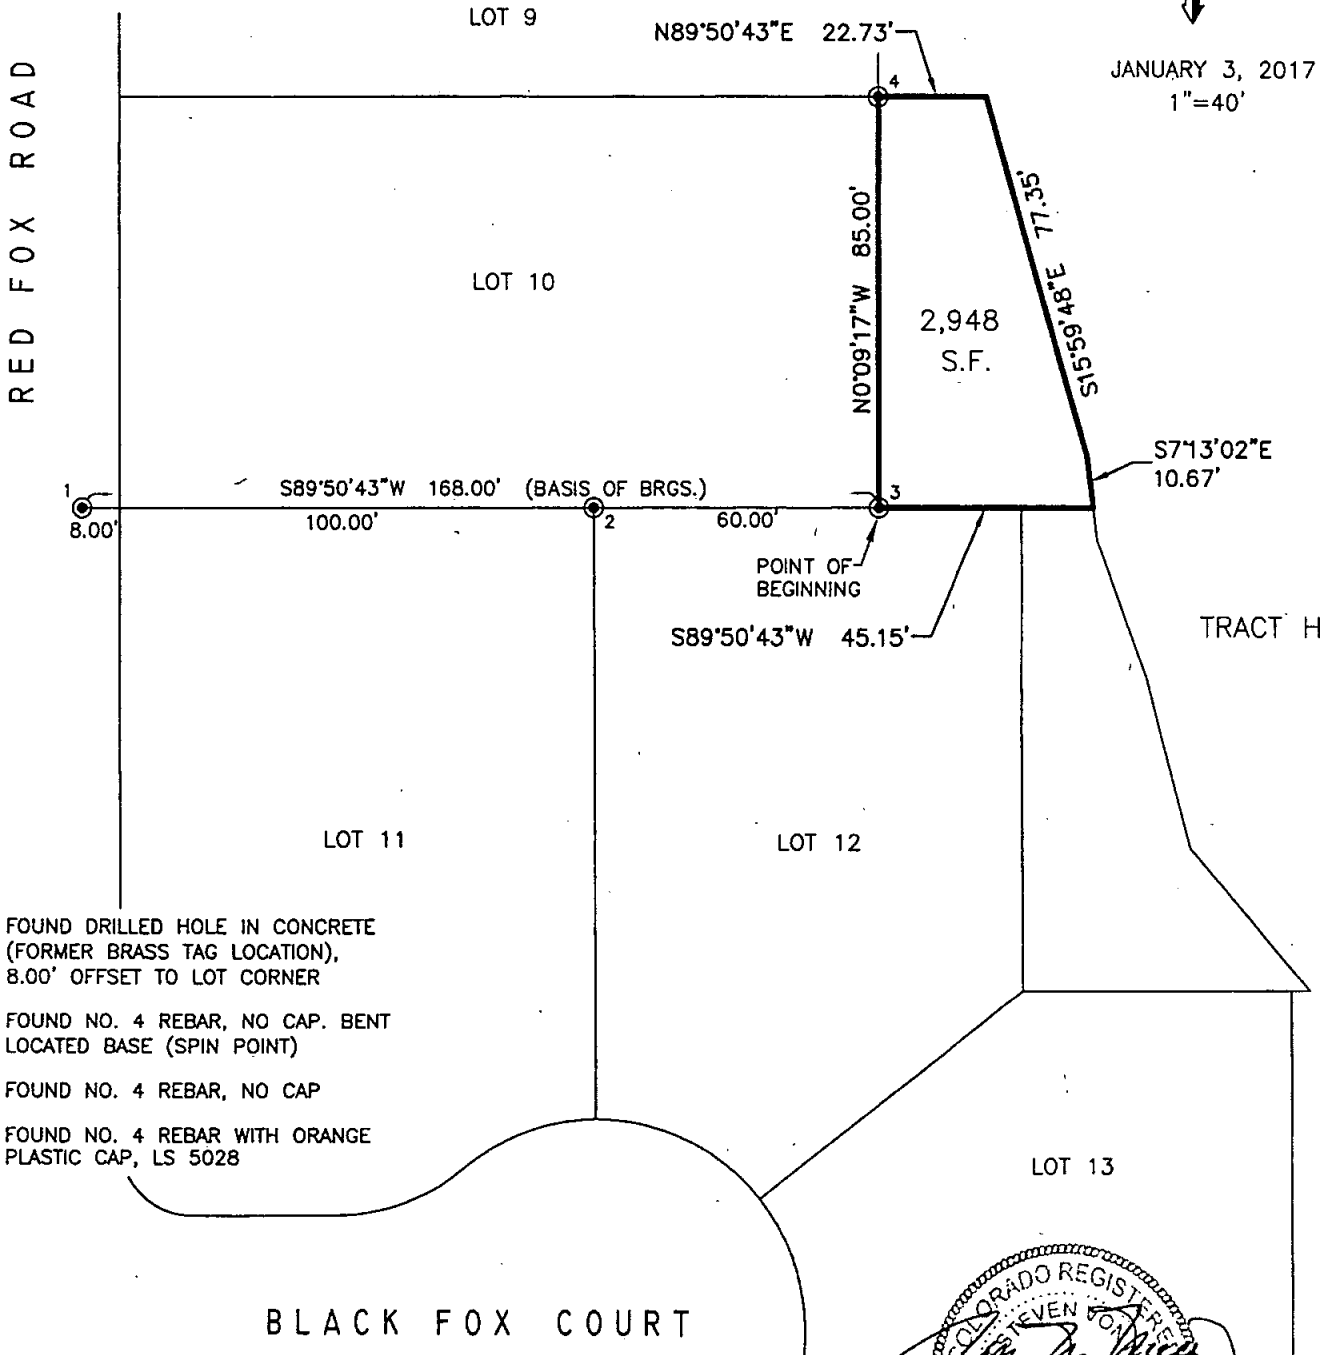 LOT 9
N89°50'43"E 22.73'
JANUARY 3, 2017
1"=40'
RED FOX ROAD
4
LOT 10
N0°09'17"W 85.00'
S15°59'48"E 77.35'
2,948
S.F.
S7°13'02"E
10.67'
1
S89°50'43"W 168.00' (BASIS OF BRGS.)
3
8.00'
100.00'
2
60.00'
POINT OF
BEGINNING
S89°50'43"W 45.15'
TRACT H
LOT 11
LOT 12
FOUND DRILLED HOLE IN CONCRETE
(FORMER BRASS TAG LOCATION),
8.00' OFFSET TO LOT CORNER
FOUND NO. 4 REBAR, NO CAP. BENT
LOCATED BASE (SPIN POINT)
FOUND NO. 4 REBAR, NO CAP
FOUND NO. 4 REBAR WITH ORANGE
PLASTIC CAP, LS 5028
LOT 13
BLACK FOX COURT
COLORADO REGISTERED
STEVEN